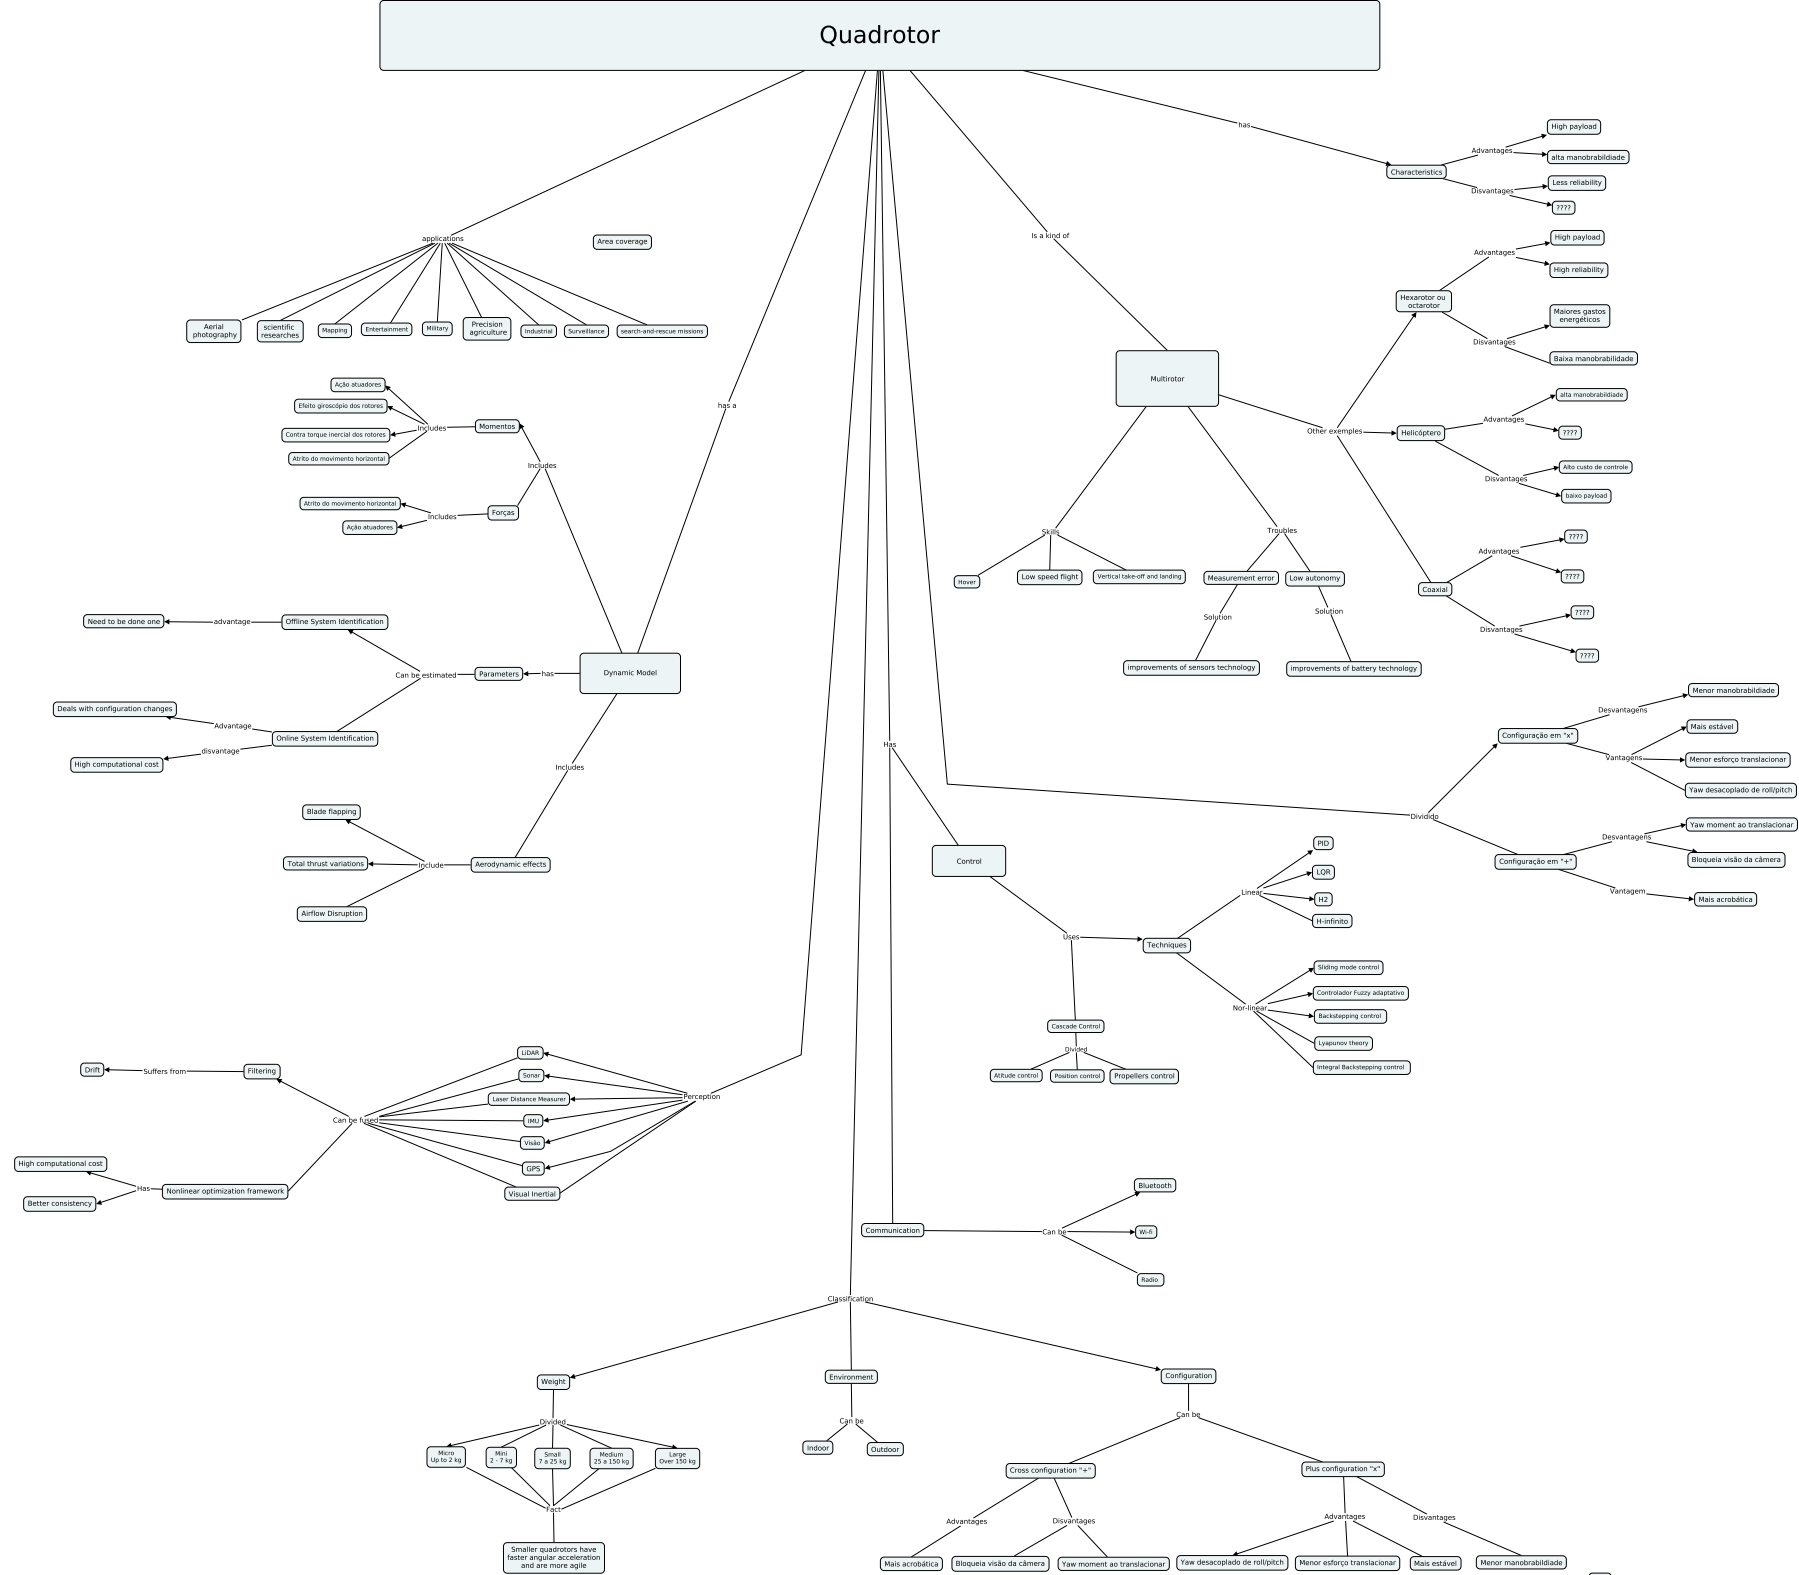 Quadrotor
has
Characteristics
Advantages
High payload
alta manobrabildiade
Disvantages
Less reliability
????
applications
Area coverage
Aerial
photography
scientific
researches
Mapping
Entertainment
Military
Precision
agriculture
Industrial
Surveillance
search-and-rescue missions
Is a kind of
Multirotor
Other exemples
Hexarotor ou
octarotor
Advantages
High payload
High reliability
Disvantages
Maiores gastos
energéticos
Baixa manobrabilidade
Helicóptero
Advantages
alta manobrabildiade
????
Disvantages
Alto custo de controle
baixo payload
Coaxial
Advantages
????
????
Disvantages
????
????
Skills
Hover
Low speed flight
Vertical take-off and landing
Troubles
Measurement error
Low autonomy
Solution
Solution
improvements of sensors technology
improvements of battery technology
has a
Dynamic Model
Includes
Momentos
Includes
Ação atuadores
Efeito giroscópio dos rotores
Contra torque inercial dos rotores
Atrito do movimento horizontal
Forças
Includes
Atrito do movimento horizontal
Ação atuadores
has
Parameters
Can be estimated
Offline System Identification
advantage
Need to be done one
Online System Identification
Advantage
Deals with configuration changes
disvantage
High computational cost
Includes
Aerodynamic effects
Include
Blade flapping
Total thrust variations
Airflow Disruption
Dividido
Configuração em "x"
Desvantagens
Menor manobrabildiade
Vantagens
Mais estável
Menor esforço translacionar
Yaw desacoplado de roll/pitch
Configuração em "+"
Desvantagens
Yaw moment ao translacionar
Bloqueia visão da câmera
Vantagem
Mais acrobática
Has
Control
Uses
Techniques
Linear
PID
LQR
H2
H-infinito
Nor-linear
Sliding mode control
Controlador Fuzzy adaptativo
Backstepping control
Lyapunov theory
Integral Backstepping control
Cascade Control
Divided
Atitude control
Position control
Propellers control
Perception
LiDAR
Sonar
Laser Distance Measurer
IMU
Visão
GPS
Visual Inertial
Can be fused
Filtering
Suffers from
Drift
Nonlinear optimization framework
Has
High computational cost
Better consistency
Communication
Can be
Bluetooth
Wi-fi
Radio
Classification
Weight
Divided
Micro
Up to 2 kg
Mini
2 - 7 kg
Small
7 a 25 kg
Medium
25 a 150 kg
Large
Over 150 kg
Fact
Smaller quadrotors have
faster angular acceleration
and are more agile
Environment
Can be
Indoor
Outdoor
Configuration
Can be
Cross configuration "+"
Advantages
Mais acrobática
Disvantages
Bloqueia visão da câmera
Yaw moment ao translacionar
Plus configuration "x"
Advantages
Yaw desacoplado de roll/pitch
Menor esforço translacionar
Mais estável
Disvantages
Menor manobrabildiade